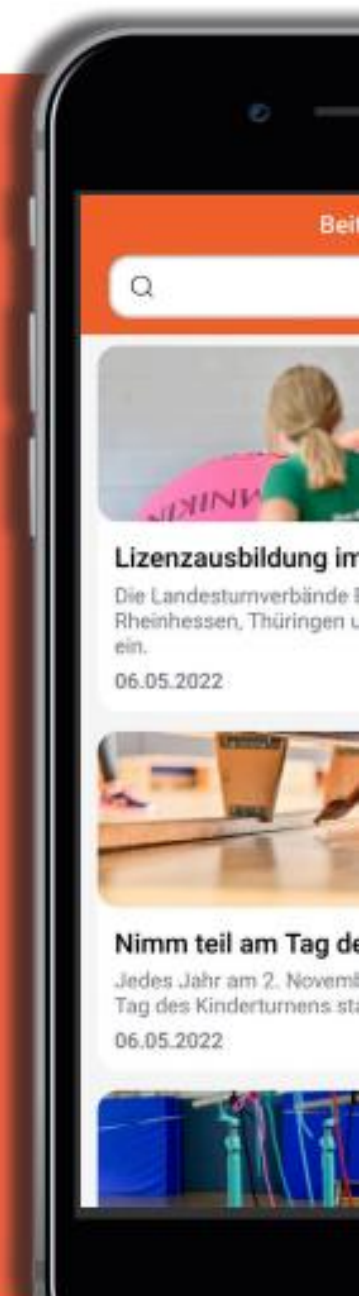 Beit
Lizenzausbildung im
Die Landesturnverbände
Rheinhessen, Thüringen u
ein.
06.05.2022
Nimm teil am Tag de
Jedes Jahr am 2. Novemb
Tag des Kinderturnens sta
06.05.2022